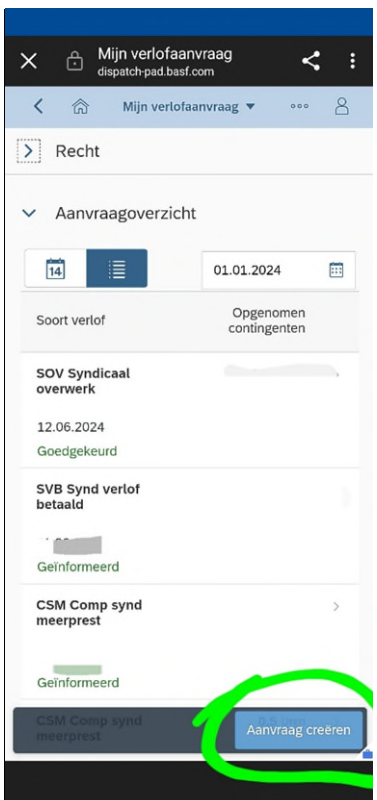 Mijn verlofaanvraag
dispatch-pad.basf.com
Mijn verlofaanvraag
Recht
Aanvraagoverzicht
14
01.01.2024
Soort verlof
Opgenomen
contingenten
SOV Syndicaal
overwerk
12.06.2024
Goedgekeurd
SVB Synd verlof
betaald
Geïnformeerd
CSM Comp synd
meerprest
Geïnformeerd
CSM Comp synd
meerprest
Aanvraag creëren